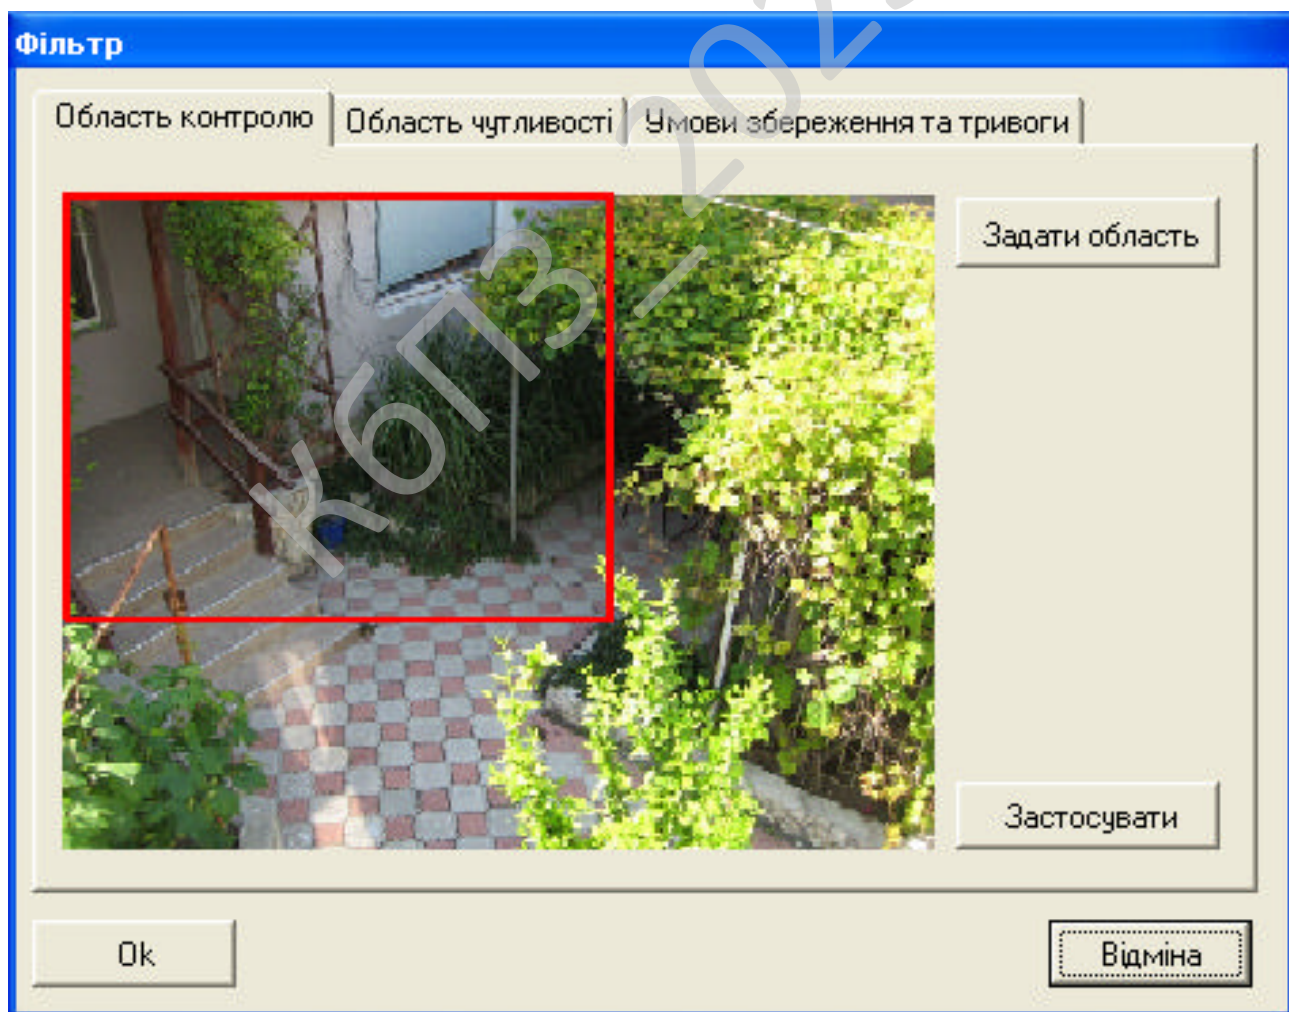 Фільтр
Область контролю Область чутливості Умови збереження та тривоги
Задати область
Застосувати
Ok Відміна